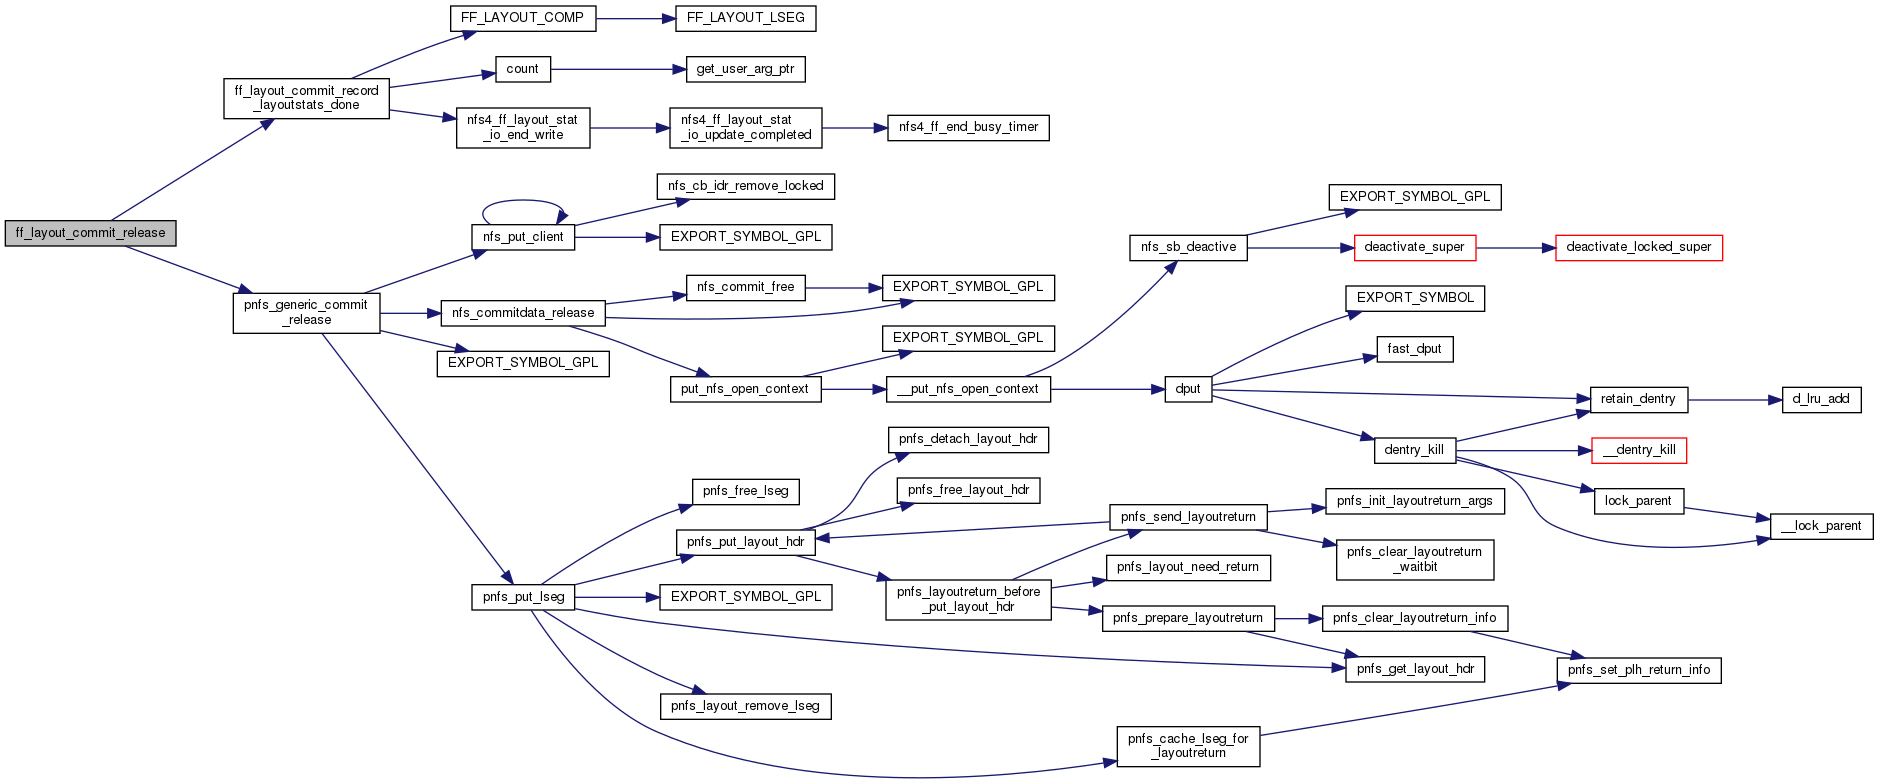 FF_LAYOUT_COMP
FF_LAYOUT_LSEG
count
get_user_arg_ptr
ff_layout_commit_record
_layoutstats_done
nfs4_ff_layout_stat
_io_end_write
nfs4_ff_layout_stat
_io_update_completed
nfs4_ff_end_busy_timer
nfs_cb_idr_remove_locked
EXPORT_SYMBOL_GPL
ff_layout_commit_release
nfs_put_client
EXPORT_SYMBOL_GPL
nfs_sb_deactive
deactivate_super
deactivate_locked_super
nfs_commit_free
EXPORT_SYMBOL_GPL
EXPORT_SYMBOL
pnfs_generic_commit
_release
nfs_commitdata_release
EXPORT_SYMBOL_GPL
fast_dput
EXPORT_SYMBOL_GPL
put_nfs_open_context
__put_nfs_open_context
dput
retain_dentry
d_lru_add
pnfs_detach_layout_hdr
dentry_kill
__dentry_kill
pnfs_free_lseg
pnfs_free_layout_hdr
pnfs_init_layoutreturn_args
lock_parent
pnfs_send_layoutreturn
__lock_parent
pnfs_put_layout_hdr
pnfs_clear_layoutreturn
_waitbit
pnfs_layout_need_return
pnfs_put_lseg
EXPORT_SYMBOL_GPL
pnfs_layoutreturn_before
_put_layout_hdr
pnfs_prepare_layoutreturn
pnfs_clear_layoutreturn_info
pnfs_get_layout_hdr
pnfs_set_plh_return_info
pnfs_layout_remove_lseg
pnfs_cache_lseg_for
_layoutreturn